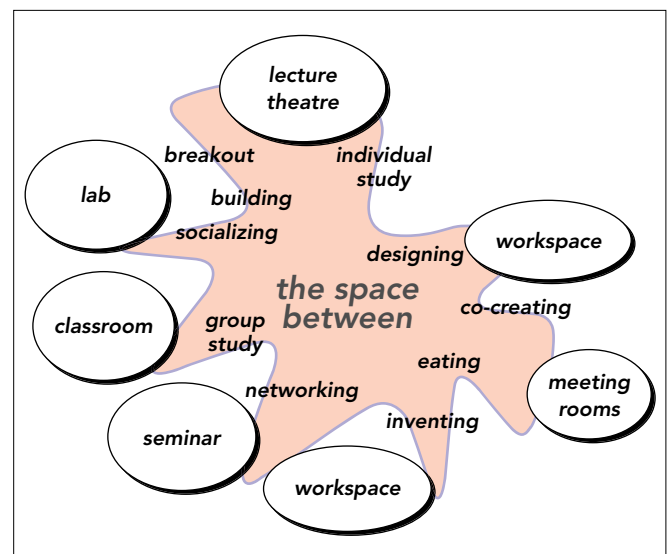 lecture
theatre
breakout
individual
study
lab
building
socializing
designing
workspace
the space
between
co-creating
classroom
group
study
eating
networking
meeting
rooms
inventing
seminar
workspace